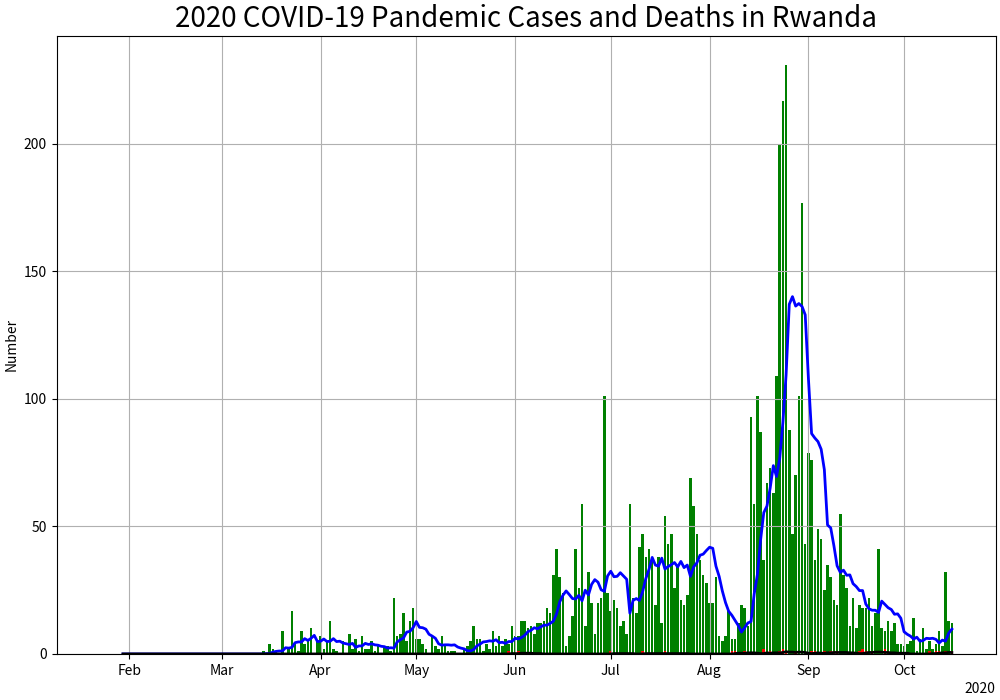 2020 COVID-19 Pandemic Cases and Deaths in Rwanda
Number
200
150
100
50
0
Feb Mar Apr May Jun Jul Aug Sep Oct
2020